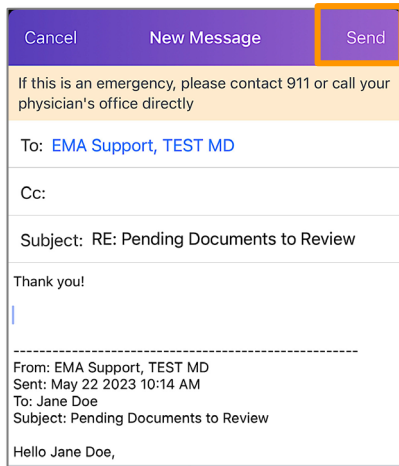 Cancel New Message Send
If this is an emergency, please contact 911 or call your
physician's office directly
To: EMA Support, TEST MD
Cc:
Subject: RE: Pending Documents to Review
Thank you!
-----------------------------------------------------
From: EMA Support, TEST MD
Sent: May 22 2023 10:14 AM
To: Jane Doe
Subject: Pending Documents to Review
Hello Jane Doe,